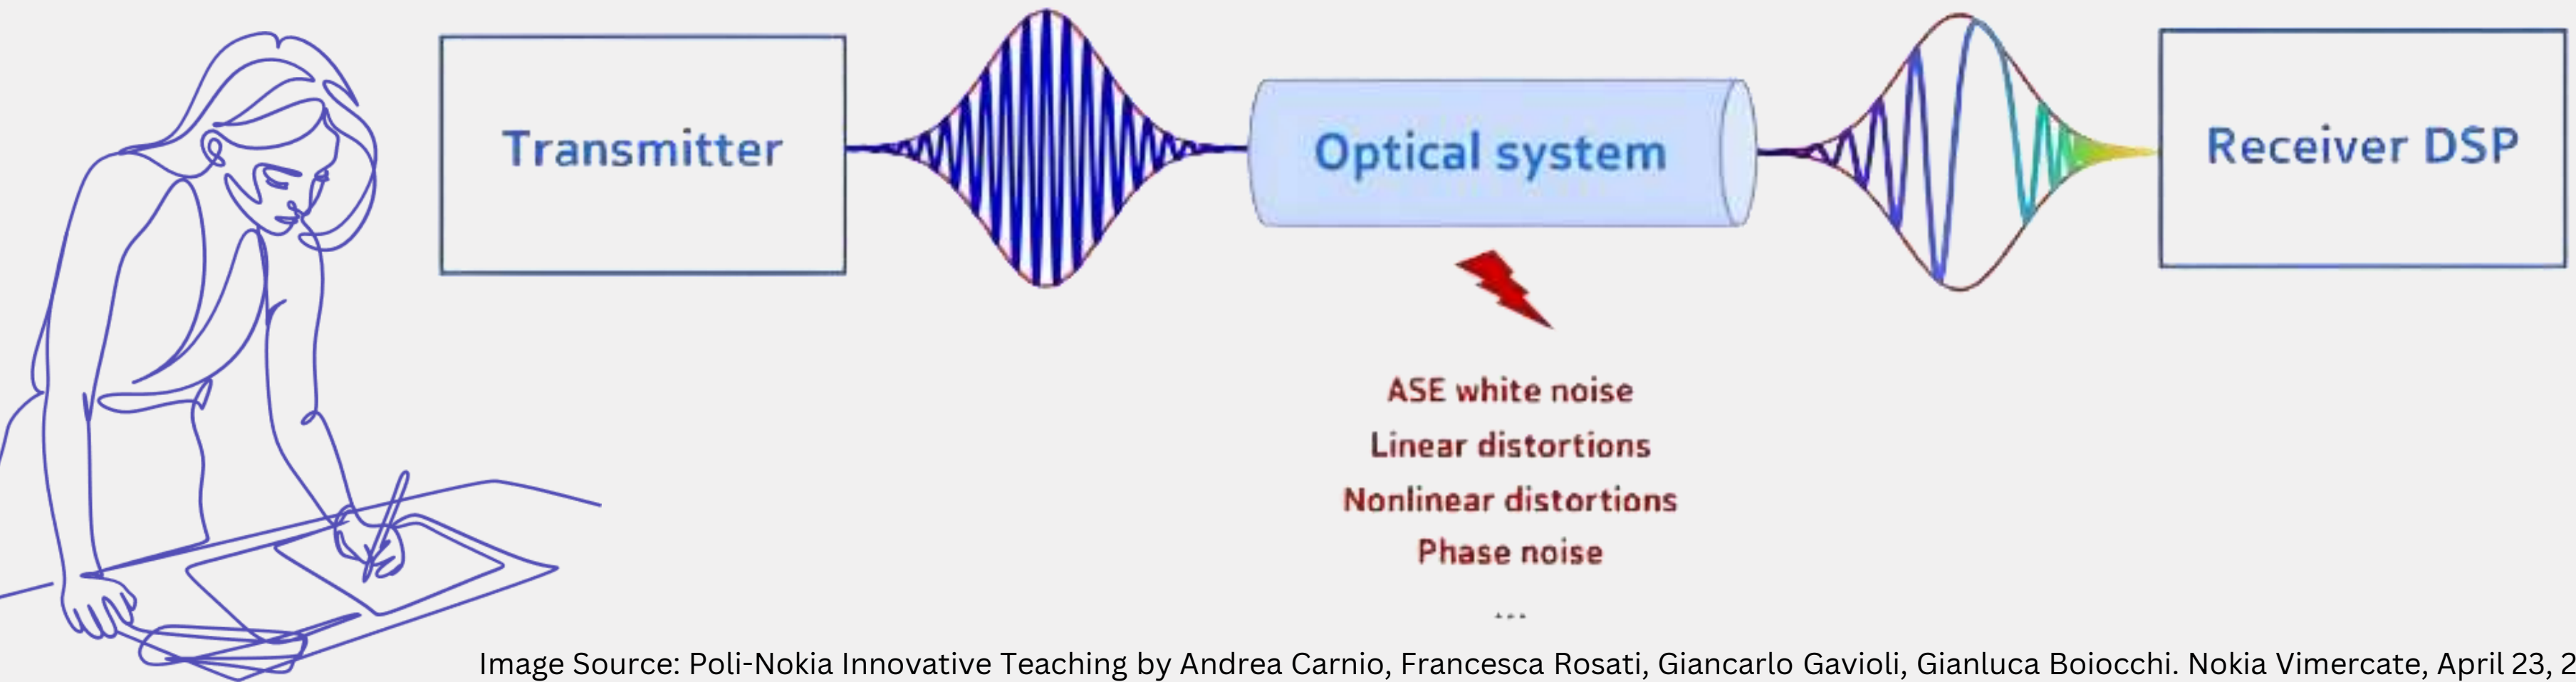 Transmitter
Optical system
Receiver DSP
ASE white noise
Linear distortions
Nonlinear distortions
Phase noise
...
Image Source: Poli-Nokia Innovative Teaching by Andrea Carnio, Francesca Rosati, Giancarlo Gavioli, Gianluca Boiocchi. Nokia Vimercate, April 23, 2